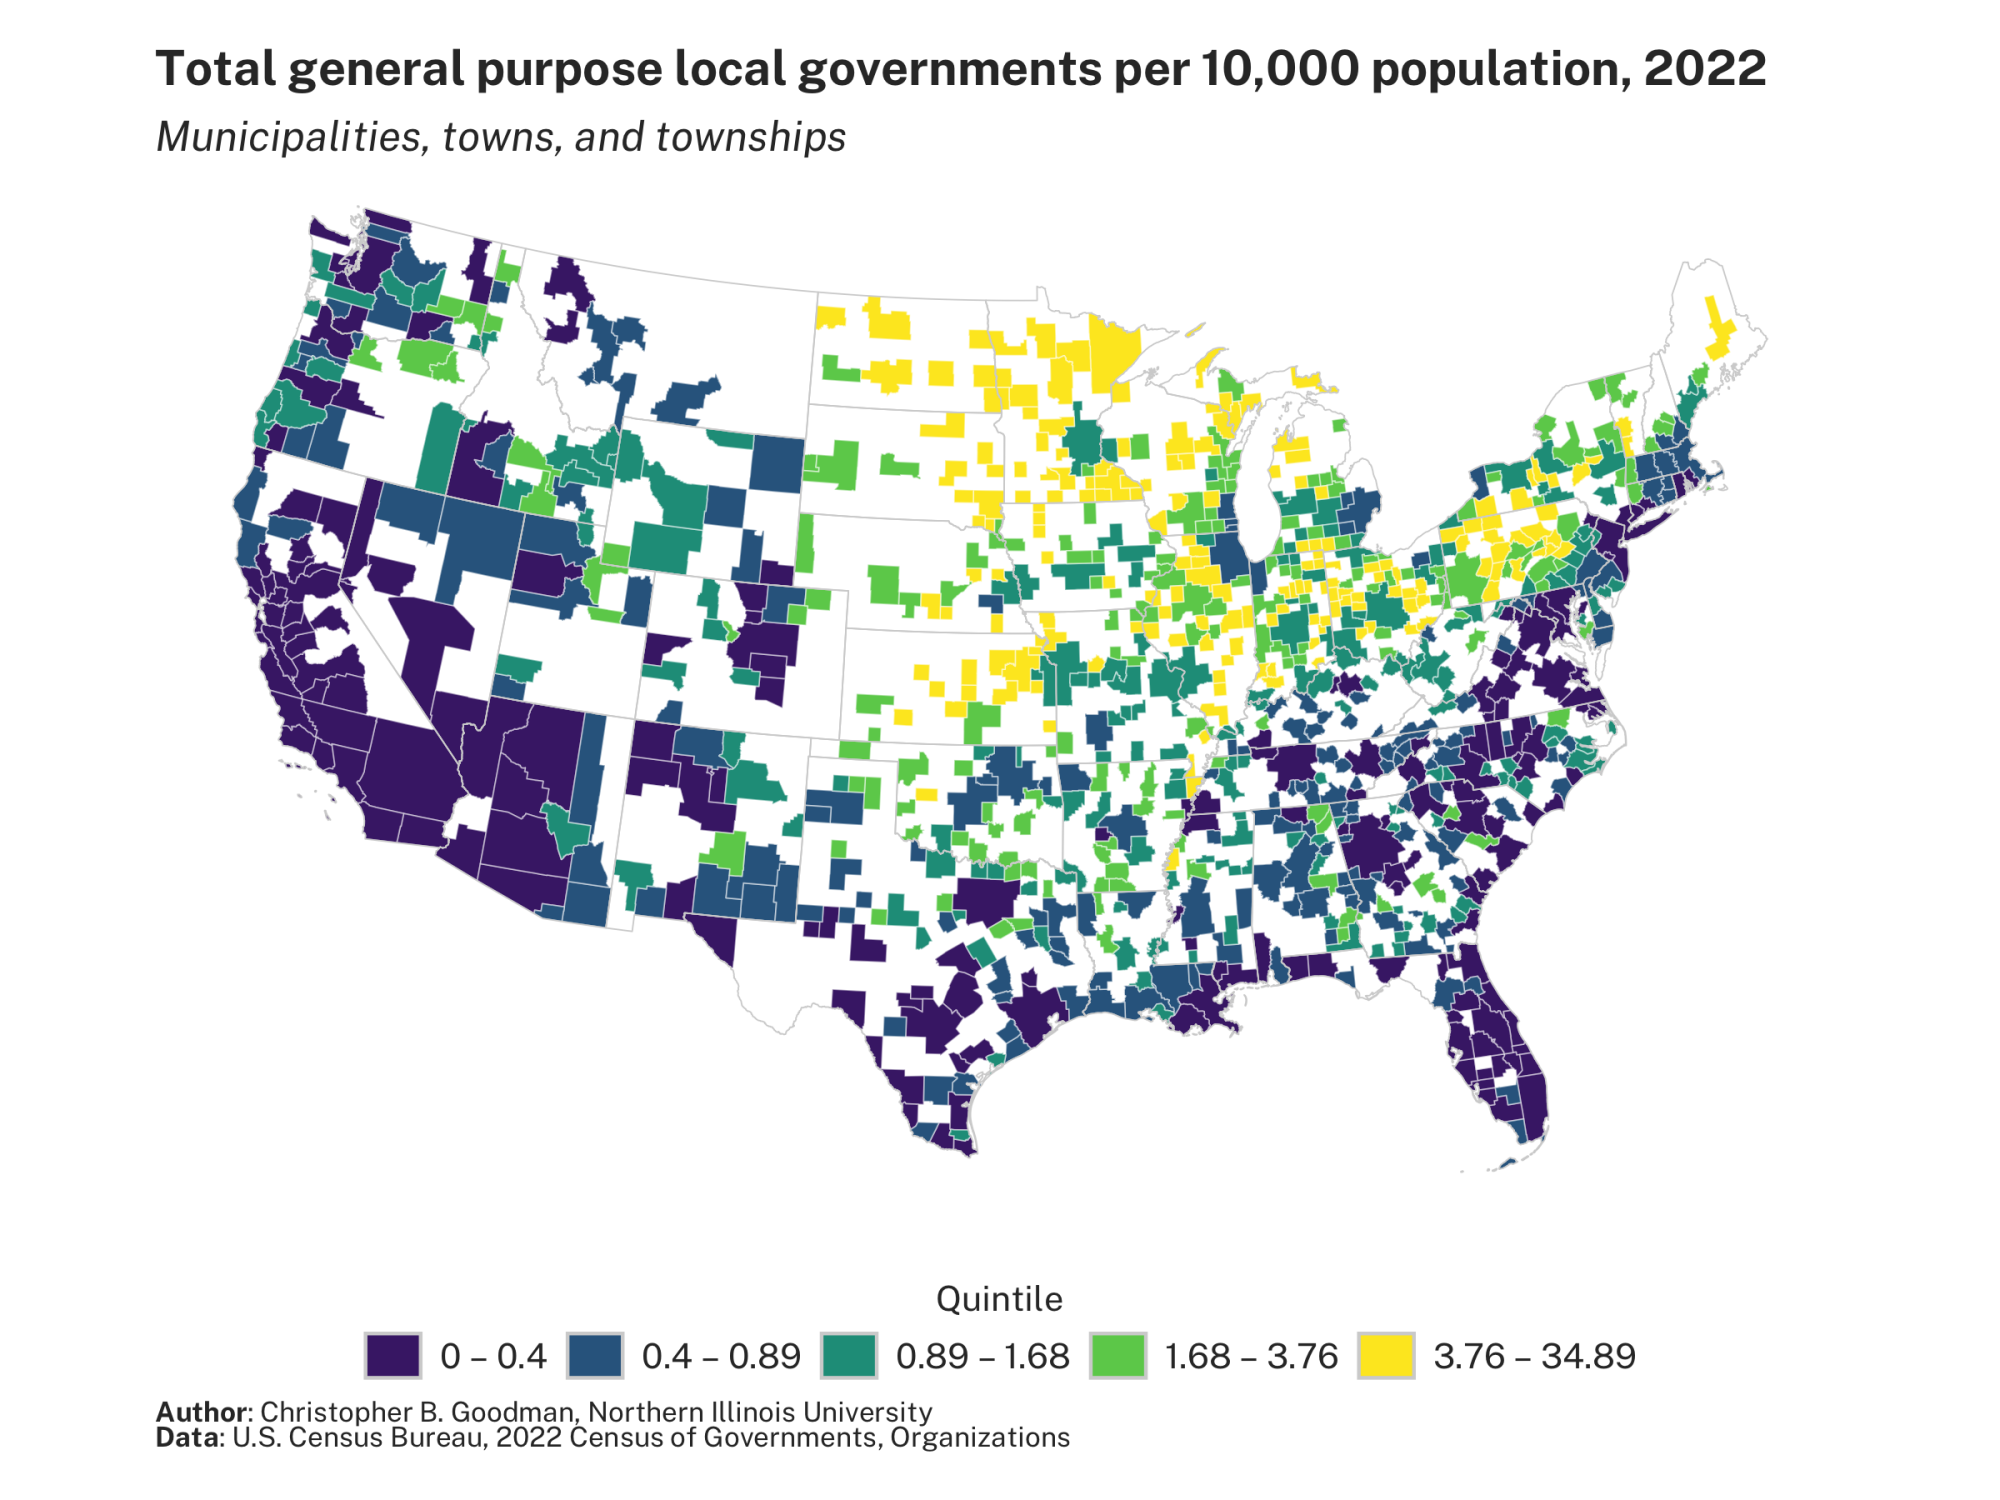 Total general purpose local governments per 10,000 population, 2022
Municipalities, towns, and townships
Quintile
0 – 0.4
0.4 – 0.89
0.89 – 1.68
1.68 – 3.76
3.76 – 34.89
Author: Christopher B. Goodman, Northern Illinois University
Data: U.S. Census Bureau, 2022 Census of Governments, Organizations